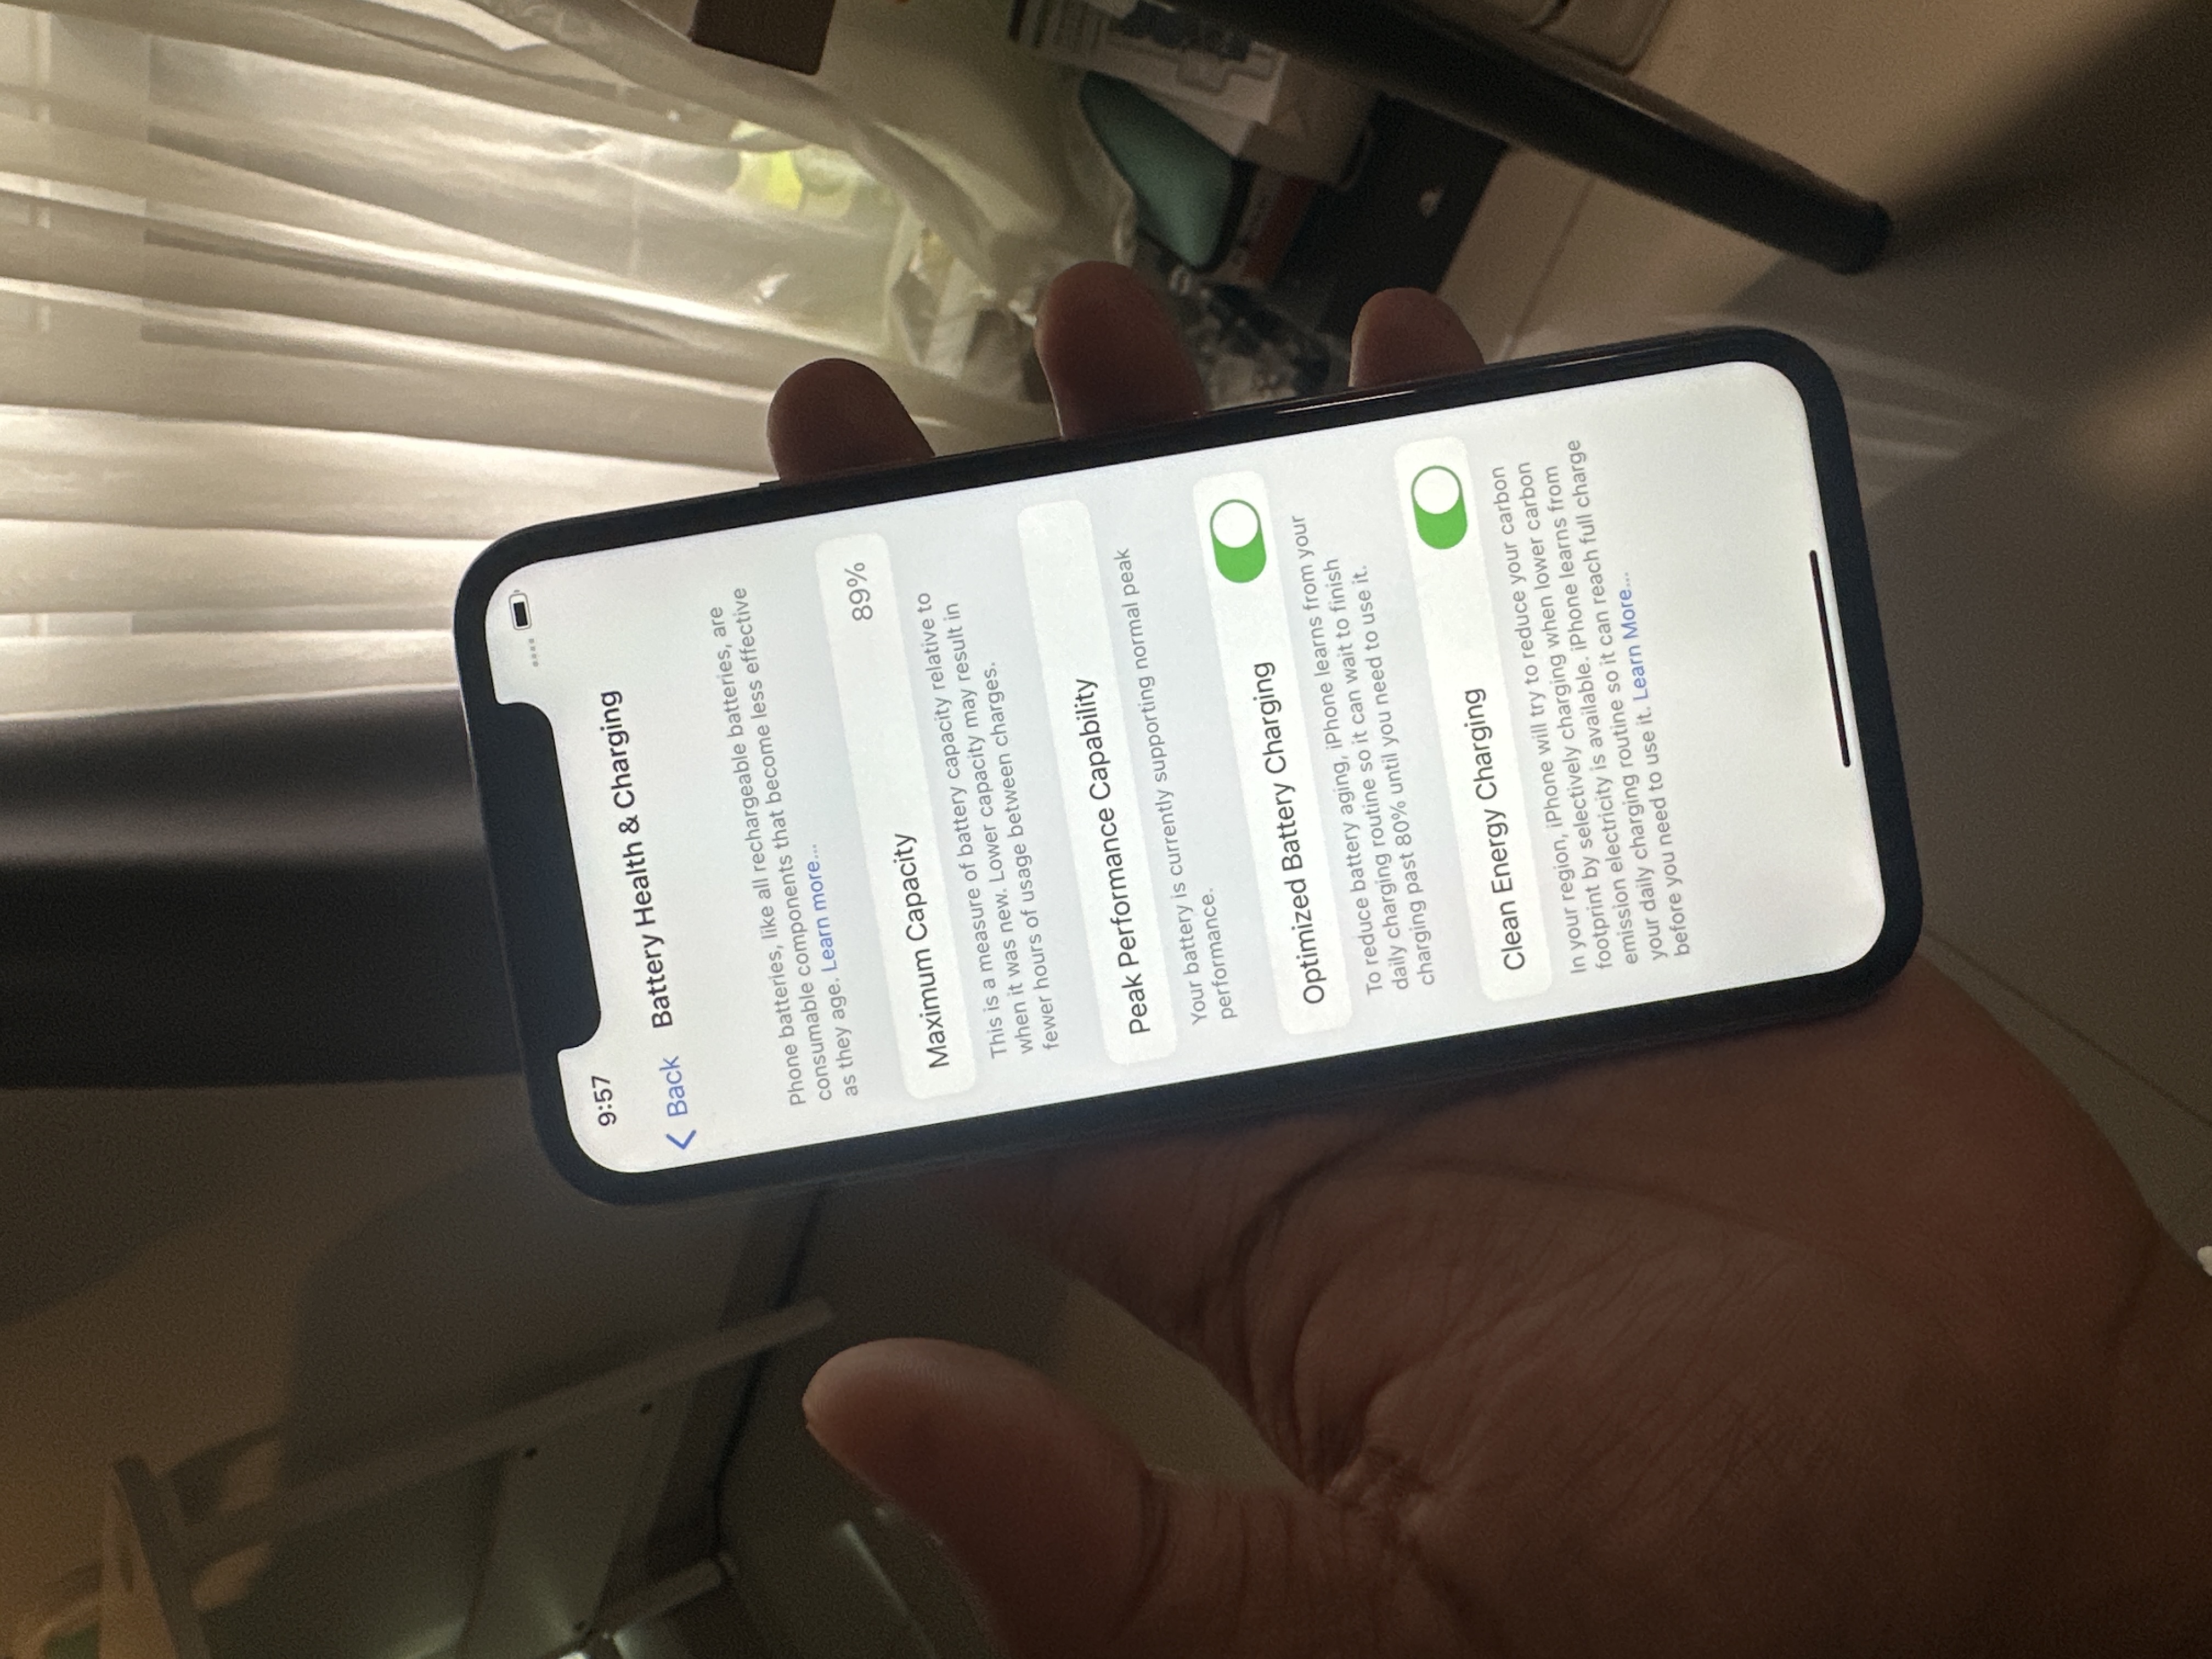 9:57
Back
Battery Health & Charging
Phone batteries, like all rechargeable batteries, are
consumable components that become less effective
as they age. Learn more...
Maximum Capacity 89%
This is a measure of battery capacity relative to
when it was new. Lower capacity may result in
fewer hours of usage between charges.
Peak Performance Capability
Your battery is currently supporting normal peak
performance.
Optimized Battery Charging
To reduce battery aging, iPhone learns from your
daily charging routine so it can wait to finish
charging past 80% until you need to use it.
Clean Energy Charging
In your region, iPhone will try to reduce your carbon
footprint by selectively charging when lower carbon
emission electricity is available. iPhone learns from
your daily charging routine so it can reach full charge
before you need to use it. Learn More...